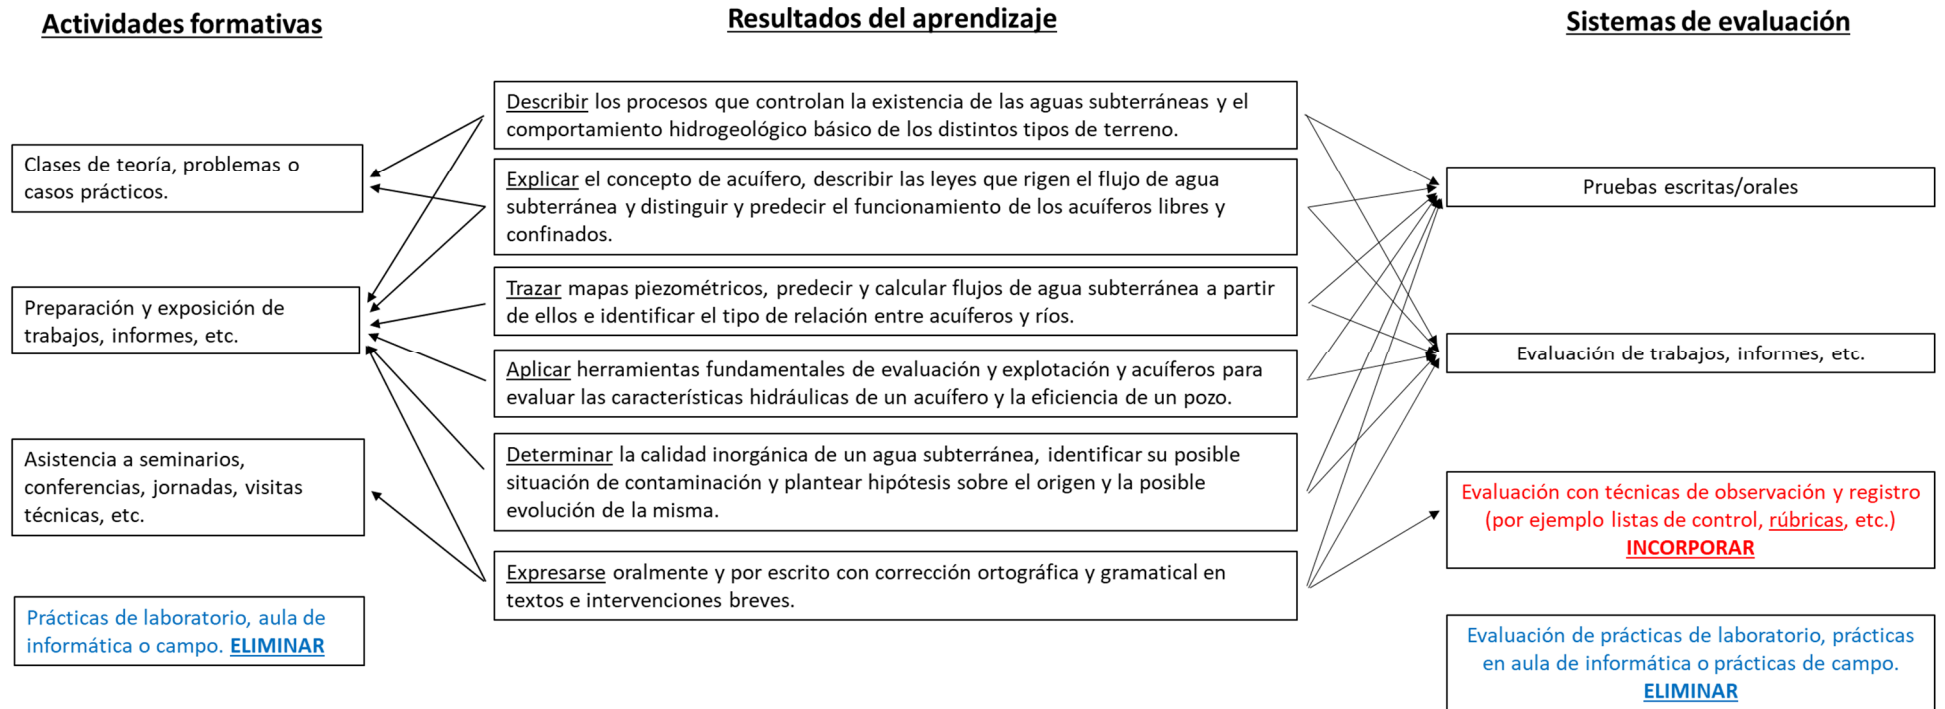 Actividades formativas
Clases de teoría, problemas o
casos prácticos.
Preparación y exposición de
trabajos, informes, etc.
Asistencia a seminarios,
conferencias, jornadas, visitas
técnicas, etc.
Prácticas de laboratorio, aula de
informática o campo. ELIMINAR
Resultados del aprendizaje
Describir los procesos que controlan la existencia de las aguas subterráneas y el
comportamiento hidrogeológico básico de los distintos tipos de terreno.
Explicar el concepto de acuífero, describir las leyes que rigen el flujo de agua
subterránea y distinguir y predecir el funcionamiento de los acuíferos libres y
confinados.
Trazar mapas piezométricos, predecir y calcular flujos de agua subterránea a partir
de ellos e identificar el tipo de relación entre acuíferos y ríos.
Aplicar herramientas fundamentales de evaluación y explotación y acuíferos para
evaluar las características hidráulicas de un acuífero y la eficiencia de un pozo.
Determinar la calidad inorgánica de un agua subterránea, identificar su posible
situación de contaminación y plantear hipótesis sobre el origen y la posible
evolución de la misma.
Expresarse oralmente y por escrito con corrección ortográfica y gramatical en
textos e intervenciones breves.
Sistemas de evaluación
Pruebas escritas/orales
Evaluación de trabajos, informes, etc.
Evaluación con técnicas de observación y registro
(por ejemplo listas de control, rúbricas, etc.)
INCORPORAR
Evaluación de prácticas de laboratorio, prácticas
en aula de informática o prácticas de campo.
ELIMINAR